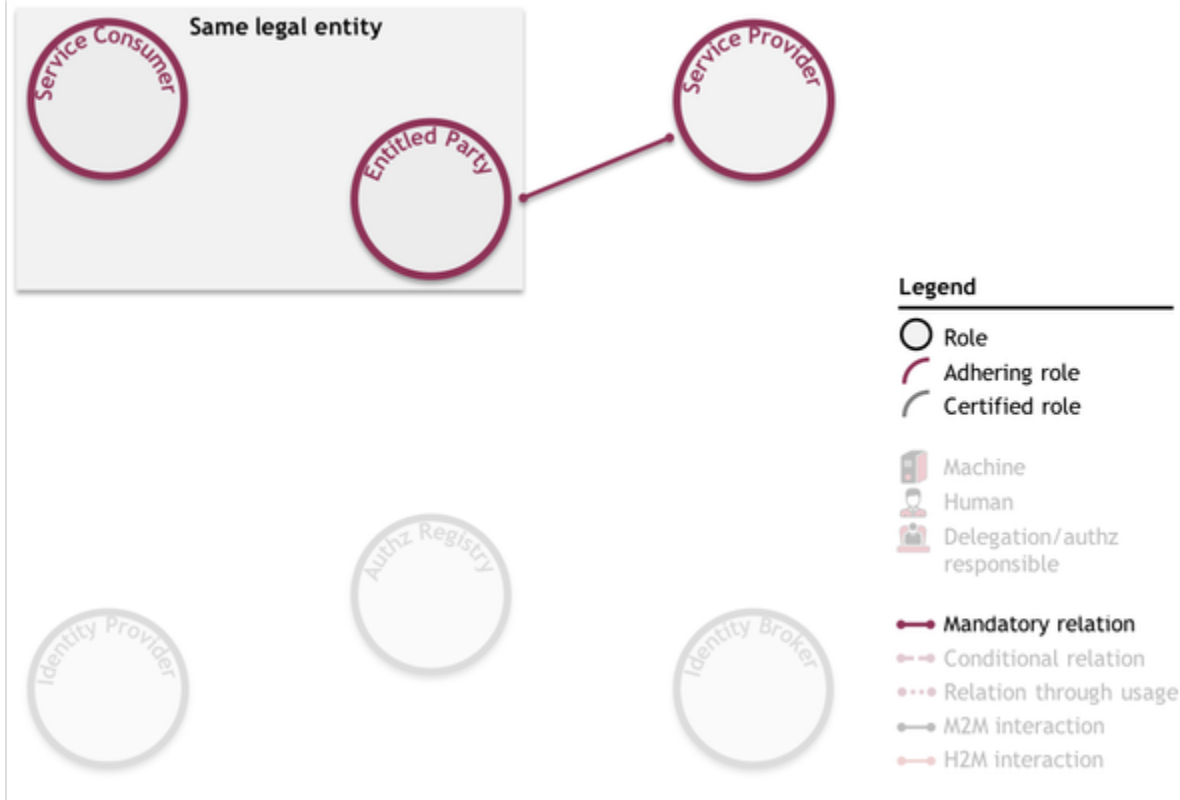 Same legal entity
Service Consumer
Entitled Party
Service Provider
Authz Registry
Identity Provider
Identity Broker
Legend
Role
Adhering role
Certified role
Machine
Human
Delegation/authz
responsible
Mandatory relation
Conditional relation
Relation through usage
M2M interaction
H2M interaction